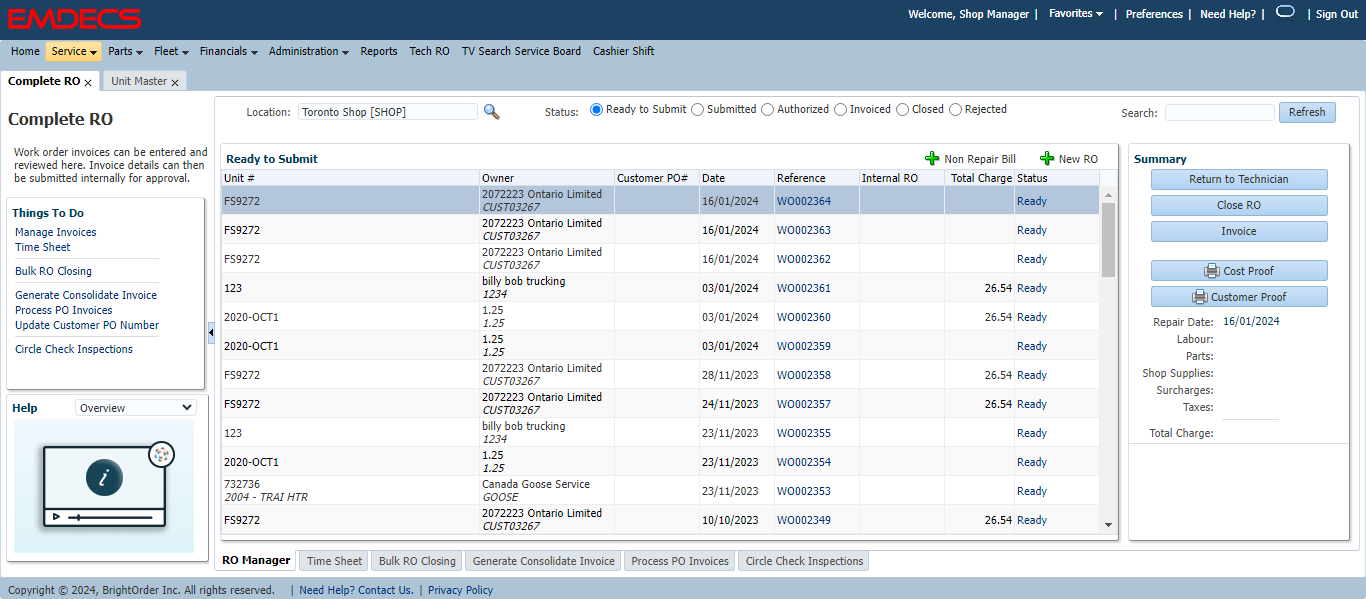 EMDECS
Welcome, Shop Manager | Favorites | Preferences | Need Help? | | Sign Out
Home Service Parts Fleet Financials Administration Reports Tech RO TV Search Service Board Cashier Shift
Complete RO x Unit Master x
Complete RO
Work order invoices can be entered and
reviewed here. Invoice details can then
be submitted internally for approval.
Things To Do
Manage Invoices
Time Sheet
Bulk RO Closing
Generate Consolidate Invoice
Process PO Invoices
Update Customer PO Number
Circle Check Inspections
Help Overview
i
Location: Toronto Shop [SHOP] Status: Ready to Submit Submitted Authorized Invoiced Closed Rejected Search: Refresh
Ready to Submit Non Repair Bill New RO
Unit # Owner Customer PO# Date Reference Internal RO Total Charge Status
FS9272 2072223 Ontario Limited 16/01/2024 WO002364 Ready
CUST03267
FS9272 2072223 Ontario Limited 16/01/2024 WO002363 Ready
CUST03267
FS9272 2072223 Ontario Limited 16/01/2024 WO002362 Ready
CUST03267
123 billy bob trucking 03/01/2024 WO002361 26.54 Ready
1234
2020-OCT1 1.25 03/01/2024 WO002360 26.54 Ready
1.25
2020-OCT1 1.25 03/01/2024 WO002359 Ready
1.25
FS9272 2072223 Ontario Limited 28/11/2023 WO002358 26.54 Ready
CUST03267
FS9272 2072223 Ontario Limited 24/11/2023 WO002357 26.54 Ready
CUST03267
123 billy bob trucking 23/11/2023 WO002355 Ready
1234
2020-OCT1 1.25 23/11/2023 WO002354 Ready
1.25
732736 Canada Goose Service 23/11/2023 WO002353 Ready
2004 - TRAI HTR GOOSE
FS9272 2072223 Ontario Limited 10/10/2023 WO002349 26.54 Ready
CUST03267
Summary
Return to Technician
Close RO
Invoice
Cost Proof
Customer Proof
Repair Date: 16/01/2024
Labour:
Parts:
Shop Supplies:
Surcharges:
Taxes:
Total Charge:
RO Manager Time Sheet Bulk RO Closing Generate Consolidate Invoice Process PO Invoices Circle Check Inspections
Copyright © 2024, BrightOrder Inc. All rights reserved. | Need Help? Contact Us. | Privacy Policy